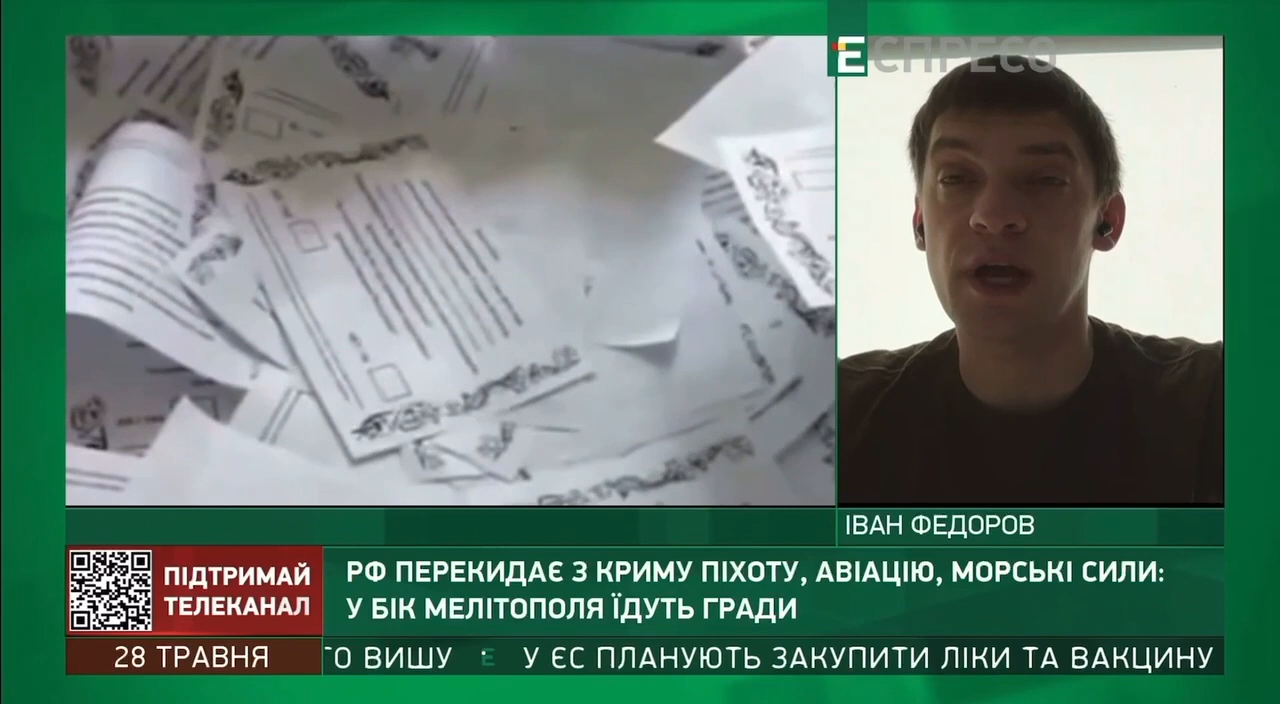 ЕСПРЕСО
ІВАН ФЕДОРОВ
ПІДТРИМАЙ
ТЕЛЕКАНАЛ
РФ ПЕРЕКИДАЄ З КРИМУ ПІХОТУ, АВІАЦІЮ, МОРСЬКІ СИЛИ:
У БІК МЕЛІТОПОЛЯ ЇДУТЬ ГРАДИ
28 ТРАВНЯ
ВИШУ Е У ЄС ПЛАНУЮТЬ ЗАКУПИТИ ЛІКИ ТА ВАКЦИНУ